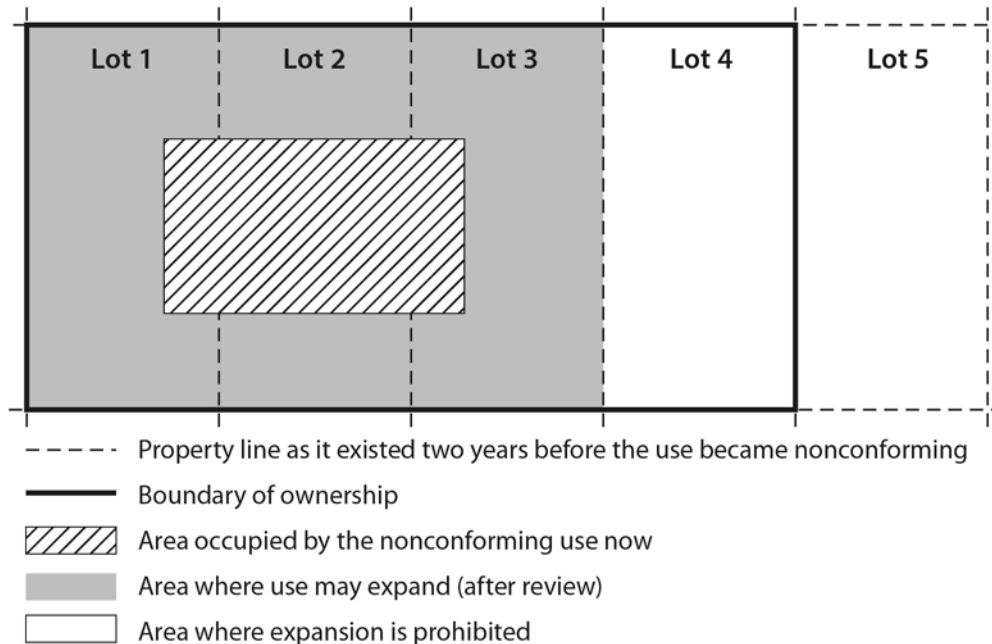 Lot 1 Lot 2 Lot 3 Lot 4 Lot 5
Property line as it existed two years before the use became nonconforming
Boundary of ownership
Area occupied by the nonconforming use now
Area where use may expand (after review)
Area where expansion is prohibited